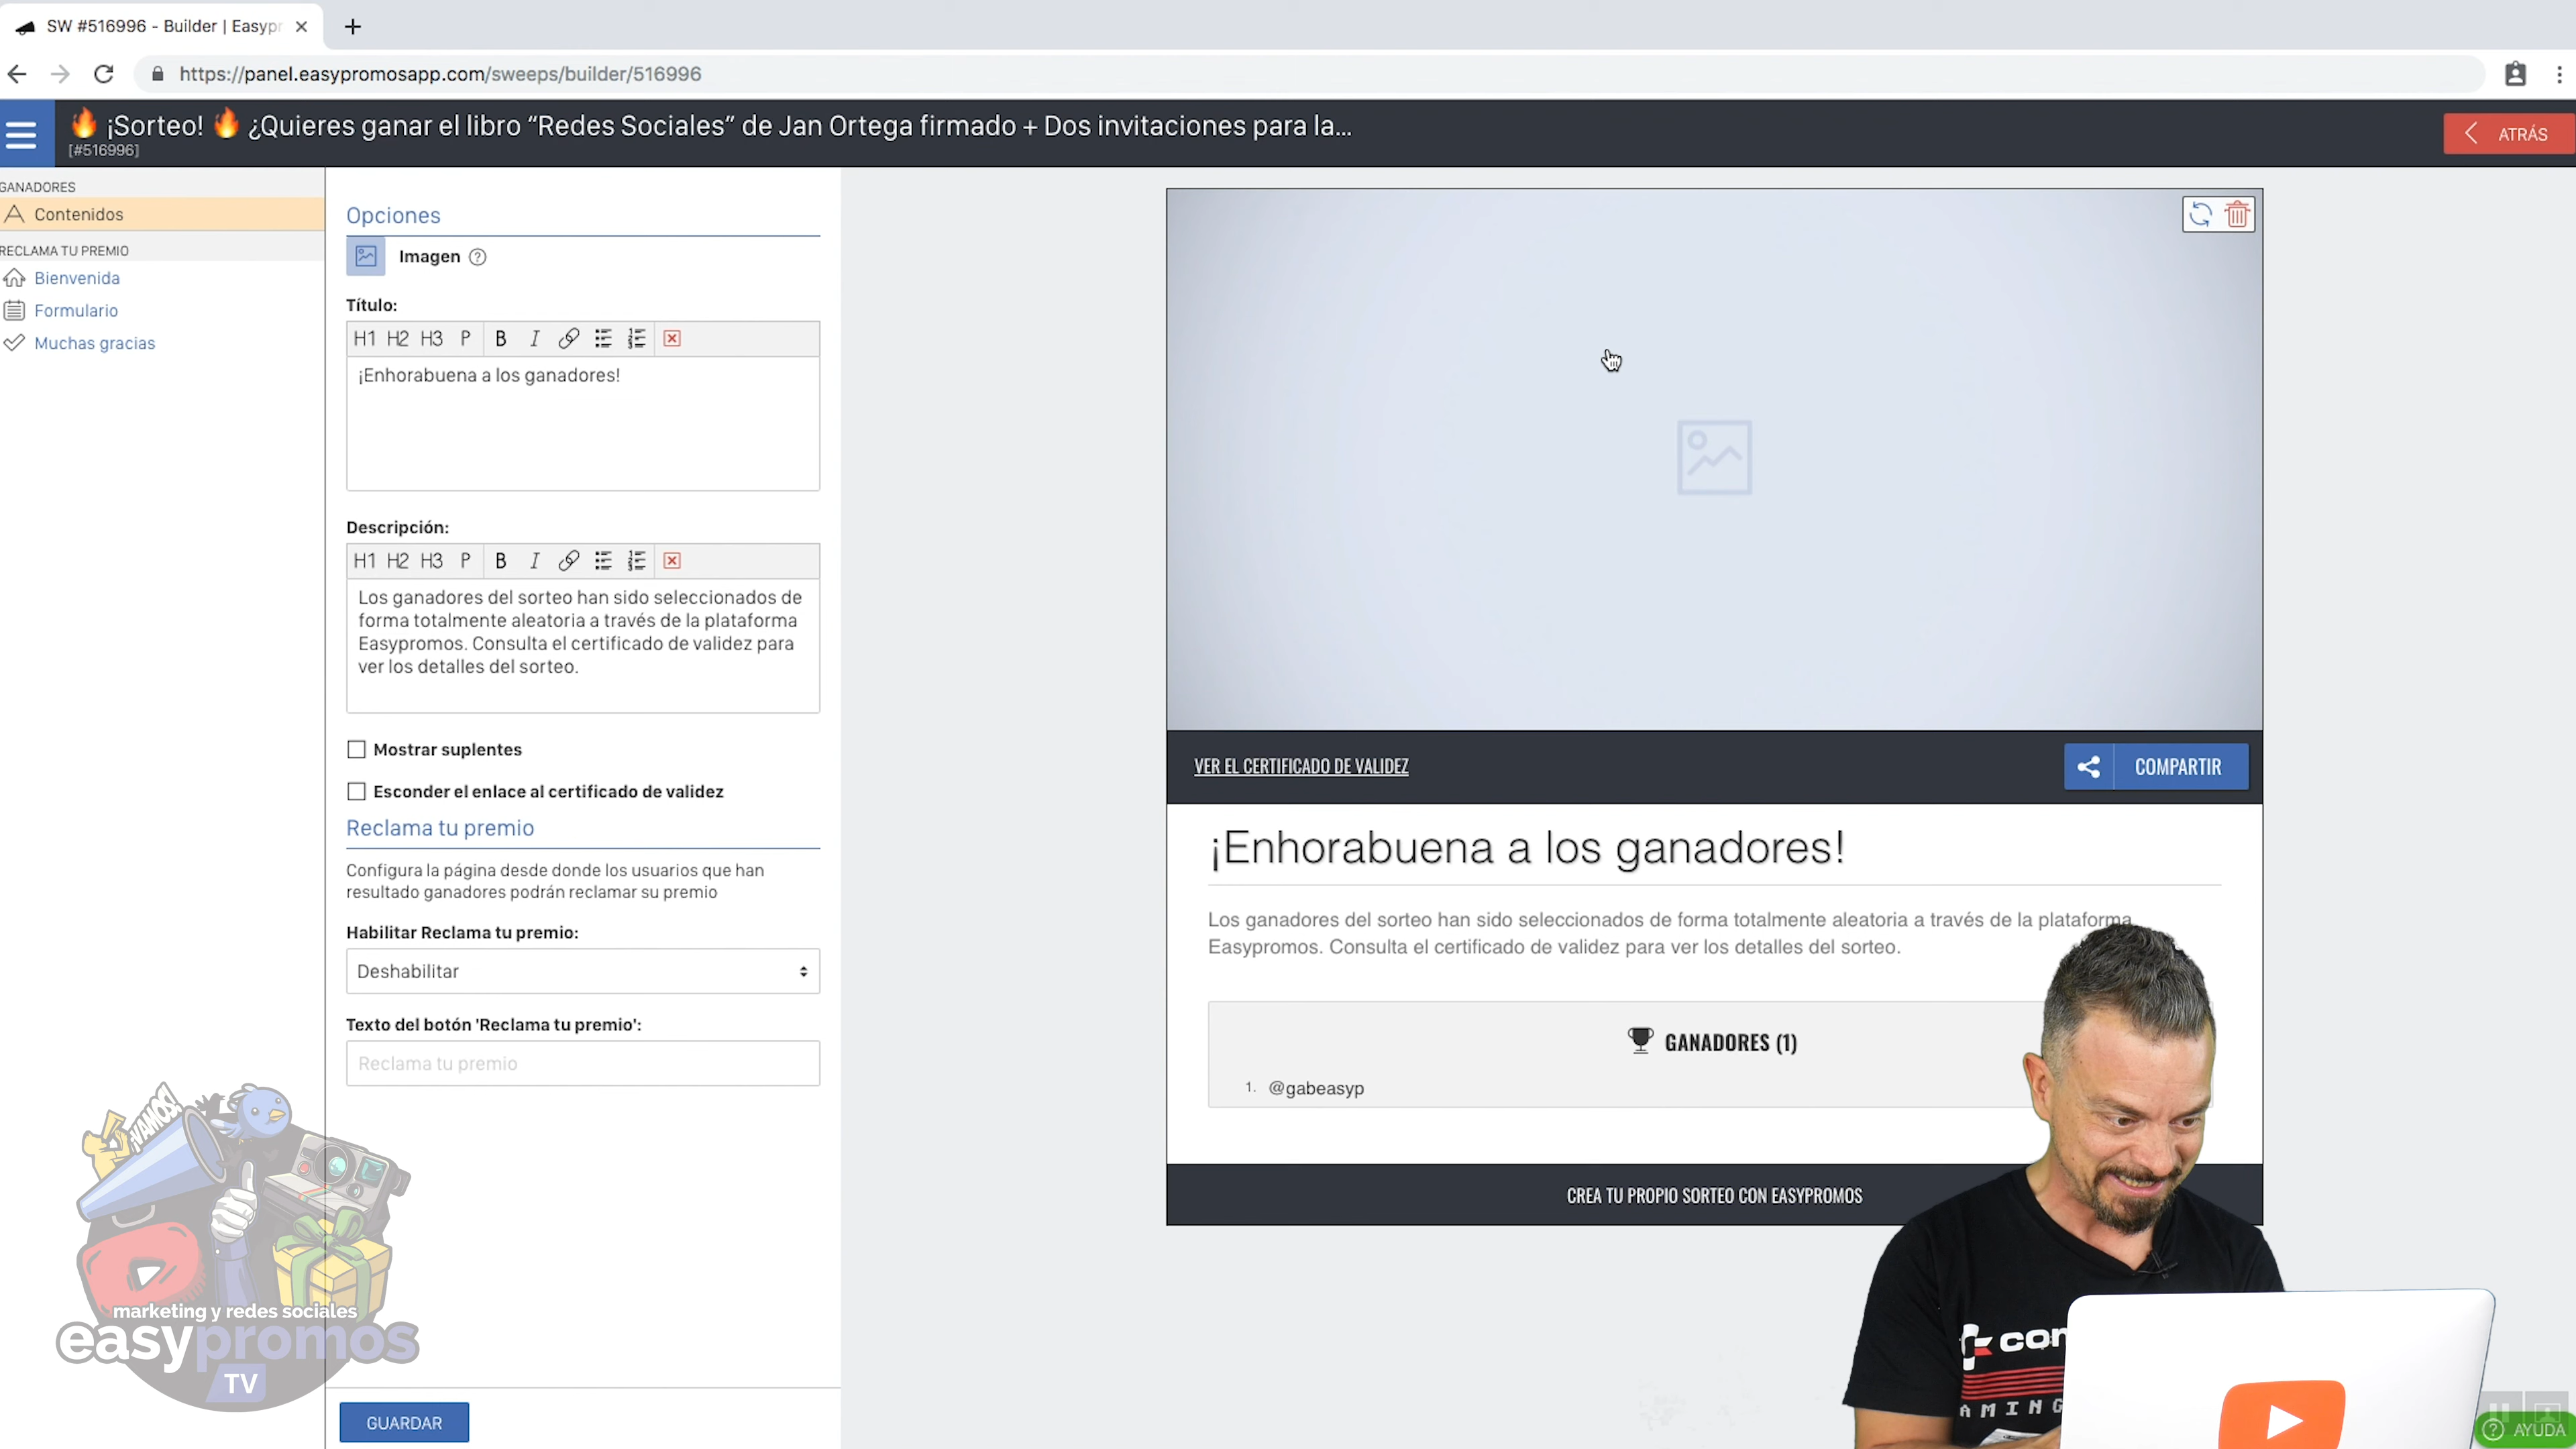 SW #516996 - Builder | Easypr
https://panel.easypromosapp.com/sweeps/builder/516996
🔥 ¡Sorteo! 🔥 ¿Quieres ganar el libro “Redes Sociales” de Jan Ortega firmado + Dos invitaciones para la...
[#516996]
ATRÁS
GANADORES
Contenidos
RECLAMA TU PREMIO
Bienvenida
Formulario
Muchas gracias
Opciones
Imagen
Título:
H1 H2 H3 P B I
¡Enhorabuena a los ganadores!
Descripción:
H1 H2 H3 P B I
Los ganadores del sorteo han sido seleccionados de
forma totalmente aleatoria a través de la plataforma
Easypromos. Consulta el certificado de validez para
ver los detalles del sorteo.
Mostrar suplentes
Esconder el enlace al certificado de validez
Reclama tu premio
Configura la página desde donde los usuarios que han
resultado ganadores podrán reclamar su premio
Habilitar Reclama tu premio:
Deshabilitar
Texto del botón 'Reclama tu premio':
Reclama tu premio
GUARDAR
VER EL CERTIFICADO DE VALIDEZ
COMPARTIR
¡Enhorabuena a los ganadores!
Los ganadores del sorteo han sido seleccionados de forma totalmente aleatoria a través de la plataforma
Easypromos. Consulta el certificado de validez para ver los detalles del sorteo.
GANADORES (1)
1. @gabeasyp
CREA TU PROPIO SORTEO CON EASYPROMOS
¡VAMOS!
marketing y redes sociales
easypromos
TV
com
AMING
AYUDA